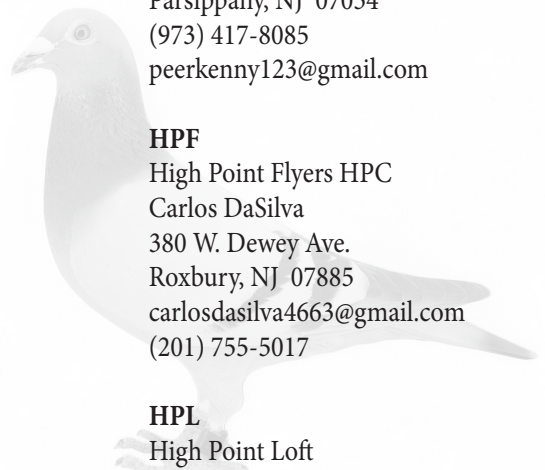 Parsippany, NJ  07054
(973) 417-8085
peerkenny123@gmail.com
HPF
High Point Flyers HPC
Carlos DaSilva
380 W. Dewey Ave.
Roxbury, NJ  07885
carlosdasilva4663@gmail.com
(201) 755-5017
HPL
High Point Loft